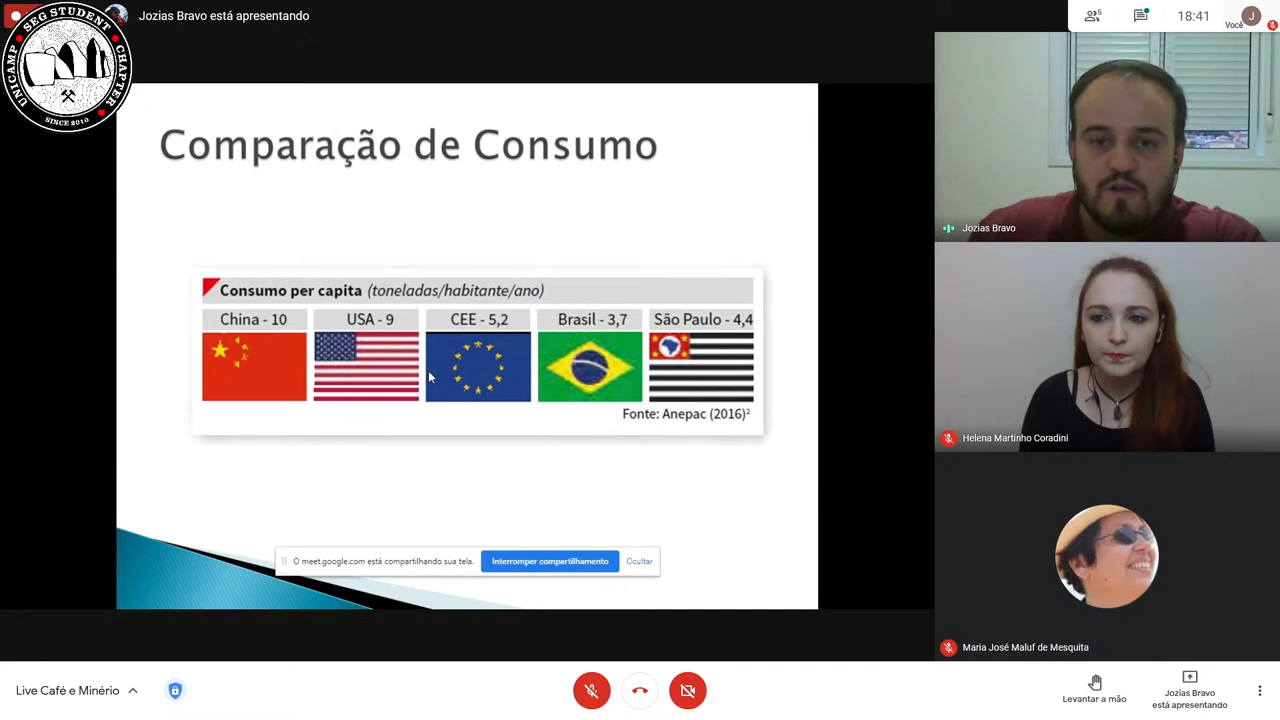 Jozias Bravo está apresentando
5
18:41
J
Você
SEG STUDENT CHAPTER
UNICAMP
SINCE 2010
Comparação de Consumo
Consumo per capita (toneladas/habitante/ano)
China - 10
USA - 9
CEE - 5,2
Brasil - 3,7
São Paulo - 4,4
Fonte: Anepac (2016)²
O meet.google.com está compartilhando sua tela.
Interromper compartilhamento
Ocultar
Jozias Bravo
Helena Martinho Coradini
Maria José Maluf de Mesquita
Live Café e Minério
Levantar a mão
Jozias Bravo
está apresentando